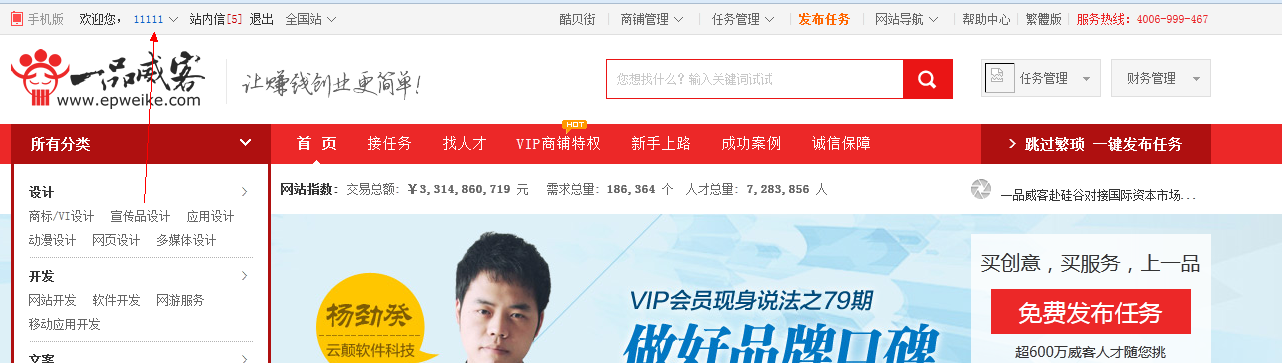 手机版 欢迎您， 11111 站内信[5] 退出 全国站 酷贝街 商铺管理 任务管理 发布任务 网站导航 帮助中心 繁體版 服务热线：4006-999-467
一品威客
www.epweike.com
让赚钱创业更简单！
您想找什么？输入关键词试试
任务管理 财务管理
所有分类 首 页 接任务 找人才 VIP商铺特权 HOT 新手上路 成功案例 诚信保障 跳过繁琐 一键发布任务
网站指数： 交易总额：￥3,314,860,719 元 需求总量：186,364 个 人才总量：7,283,856 人
一品威客赴硅谷对接国际资本市场...
设计
商标/VI设计 宣传品设计 应用设计
动漫设计 网页设计 多媒体设计
开发
网站开发 软件开发 网游服务
移动应用开发
文案
杨劲癸
云颠软件科技
VIP会员现身说法之79期
做好品牌口碑
买创意，买服务，上一品
免费发布任务
超600万威客人才随您挑